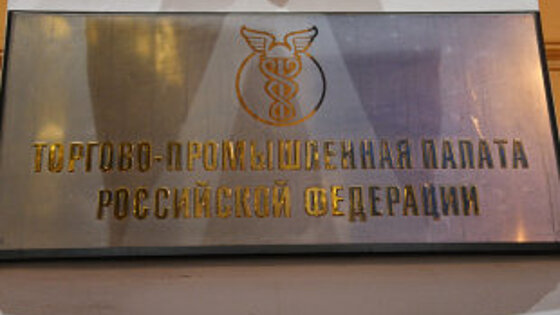 ТОРГОВО-ПРОМЫШЛЕННАЯ ПАЛАТА
РОССИЙСКОЙ ФЕДЕРАЦИИ